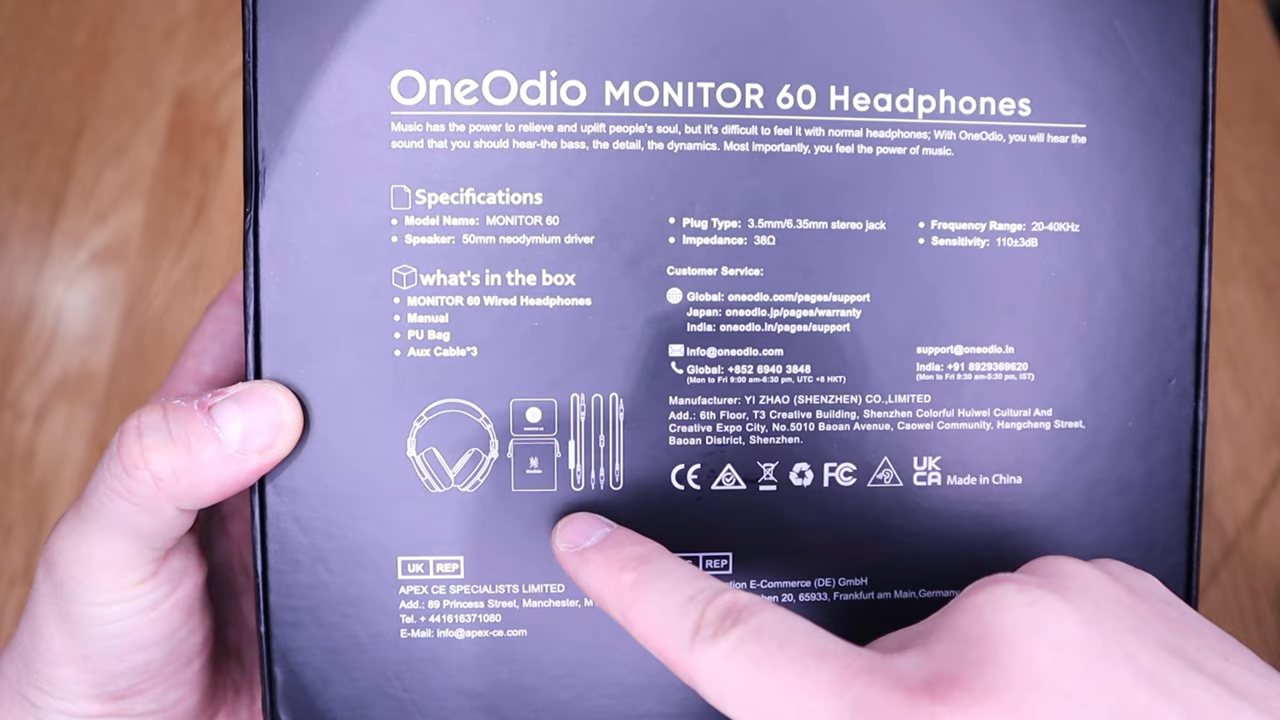 OneOdio MONITOR 60 Headphones
Music has the power to relieve and uplift people's soul, but it's difficult to feel it with normal headphones; With OneOdio, you will hear the
sound that you should hear-the bass, the detail, the dynamics. Most importantly, you feel the power of music.
Specifications
• Model Name: MONITOR 60
• Speaker: 50mm neodymium driver
• Plug Type: 3.5mm/6.35mm stereo jack
• Impedance: 38Ω
• Frequency Range: 20-40KHz
• Sensitivity: 110±3dB
what's in the box
• MONITOR 60 Wired Headphones
• Manual
• PU Bag
• Aux Cable*3
Customer Service:
Global: oneodio.com/pages/support
Japan: oneodio.jp/pages/warranty
India: oneodio.in/pages/support
Info@oneodio.com
Global: +852 6940 3848
(Mon to Fri 9:00 am-6:30 pm, UTC +8 HKT)
support@oneodio.in
India: +91 8929369620
(Mon to Fri 9:30 am-5:30 pm, IST)
Manufacturer: YI ZHAO (SHENZHEN) CO.,LIMITED
Add.: 6th Floor, T3 Creative Building, Shenzhen Colorful Huiwei Cuitural And
Creative Expo City, No.5010 Baoan Avenue, Caowei Community, Hangcheng Street,
Baoan District, Shenzhen.
CE FC UK CA Made in China
UK REP
APEX CE SPECIALISTS LIMITED
Add.: 89 Princess Street, Manchester,
Tel. + 441616371080
E-Mail: info@apex-ce.com
REP
E-Commerce (DE) GmbH
20, 65933, Frankfurt am Main,Germany